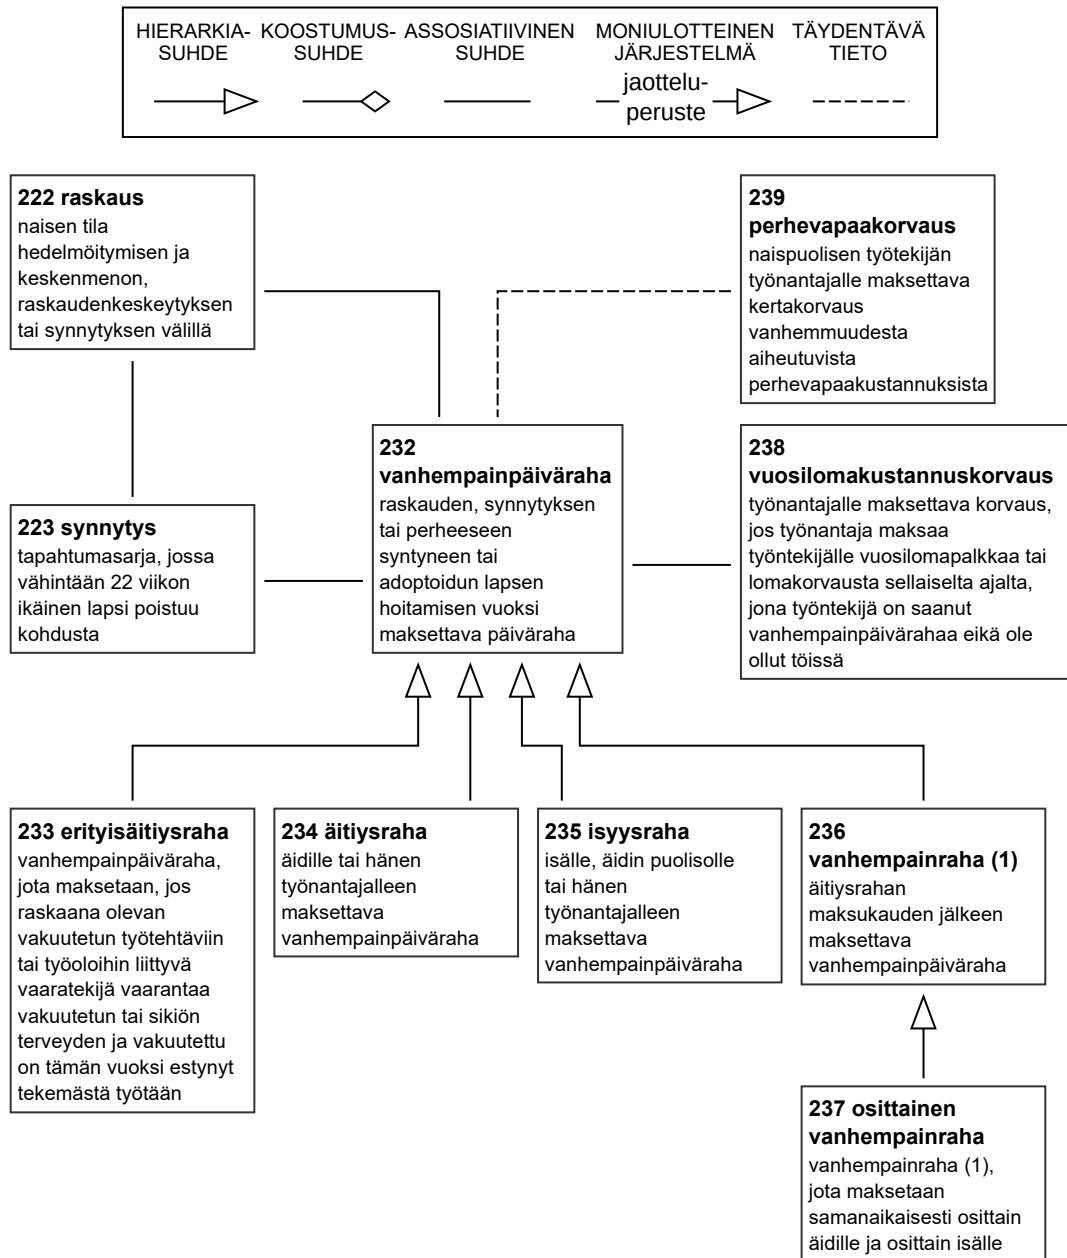 HIERARKIA-
SUHDE
KOOSTUMUS-
SUHDE
ASSOSIATIIVINEN
SUHDE
MONIULOTTEINEN
JÄRJESTELMÄ
jaottelu-
peruste
TÄYDENTÄVÄ
TIETO
222 raskaus
naisen tila
hedelmöitymisen ja
keskenmenon,
raskaudenkeskeytyksen
tai synnytyksen välillä
239
perhevapaakorvaus
naispuolisen työtekijän
työnantajalle maksettava
kertakorvaus
vanhemmuudesta
aiheutuvista
perhevapaakustannuksista
232
vanhempainpäiväraha
raskauden, synnytyksen
tai perheeseen
syntyneen tai
adoptoidun lapsen
hoitamisen vuoksi
maksettava päiväraha
238
vuosilomakustannuskorvaus
työnantajalle maksettava korvaus,
jos työnantaja maksaa
työntekijälle vuosilomapalkkaa tai
lomakorvausta sellaiselta ajalta,
jona työntekijä on saanut
vanhempainpäivärahaa eikä ole
ollut töissä
223 synnytys
tapahtumasarja, jossa
vähintään 22 viikon
ikäinen lapsi poistuu
kohdusta
233 erityisäitiysraha
vanhempainpäiväraha,
jota maksetaan, jos
raskaana olevan
vakuutetun työtehtäviin
tai työoloihin liittyvä
vaaratekijä vaarantaa
vakuutetun tai sikiön
terveyden ja vakuutettu
on tämän vuoksi estynyt
tekemästä työtään
234 äitiysraha
äidille tai hänen
työnantajalleen
maksettava
vanhempainpäiväraha
235 isyysraha
isälle, äidin puolisolle
tai hänen
työnantajalleen
maksettava
vanhempainpäiväraha
236
vanhempainraha (1)
äitiysrahan
maksukauden jälkeen
maksettava
vanhempainpäiväraha
237 osittainen
vanhempainraha
vanhempainraha (1),
jota maksetaan
samanaikaisesti osittain
äidille ja osittain isälle